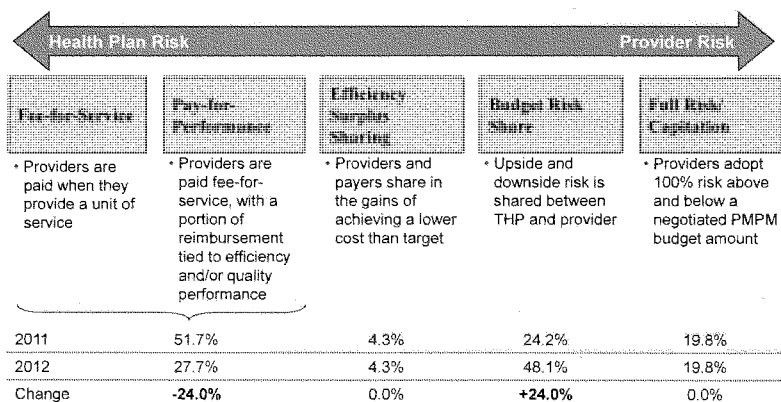 Health Plan Risk
Provider Risk
Fee-for-Service
Pay-for-
Performance
Efficiency
Surplus
Sharing
Budget Risk
Share
Full Risk/
Capitation
• Providers are
paid when they
provide a unit of
service
• Providers are
paid fee-for-
service, with a
portion of
reimbursement
tied to efficiency
and/or quality
performance
• Providers and
payers share in
the gains of
achieving a lower
cost than target
• Upside and
downside risk is
shared between
THP and provider
• Providers adopt
100% risk above
and below a
negotiated PMPM
budget amount
2011 51.7% 4.3% 24.2% 19.8%
2012 27.7% 4.3% 48.1% 19.8%
Change -24.0% 0.0% +24.0% 0.0%